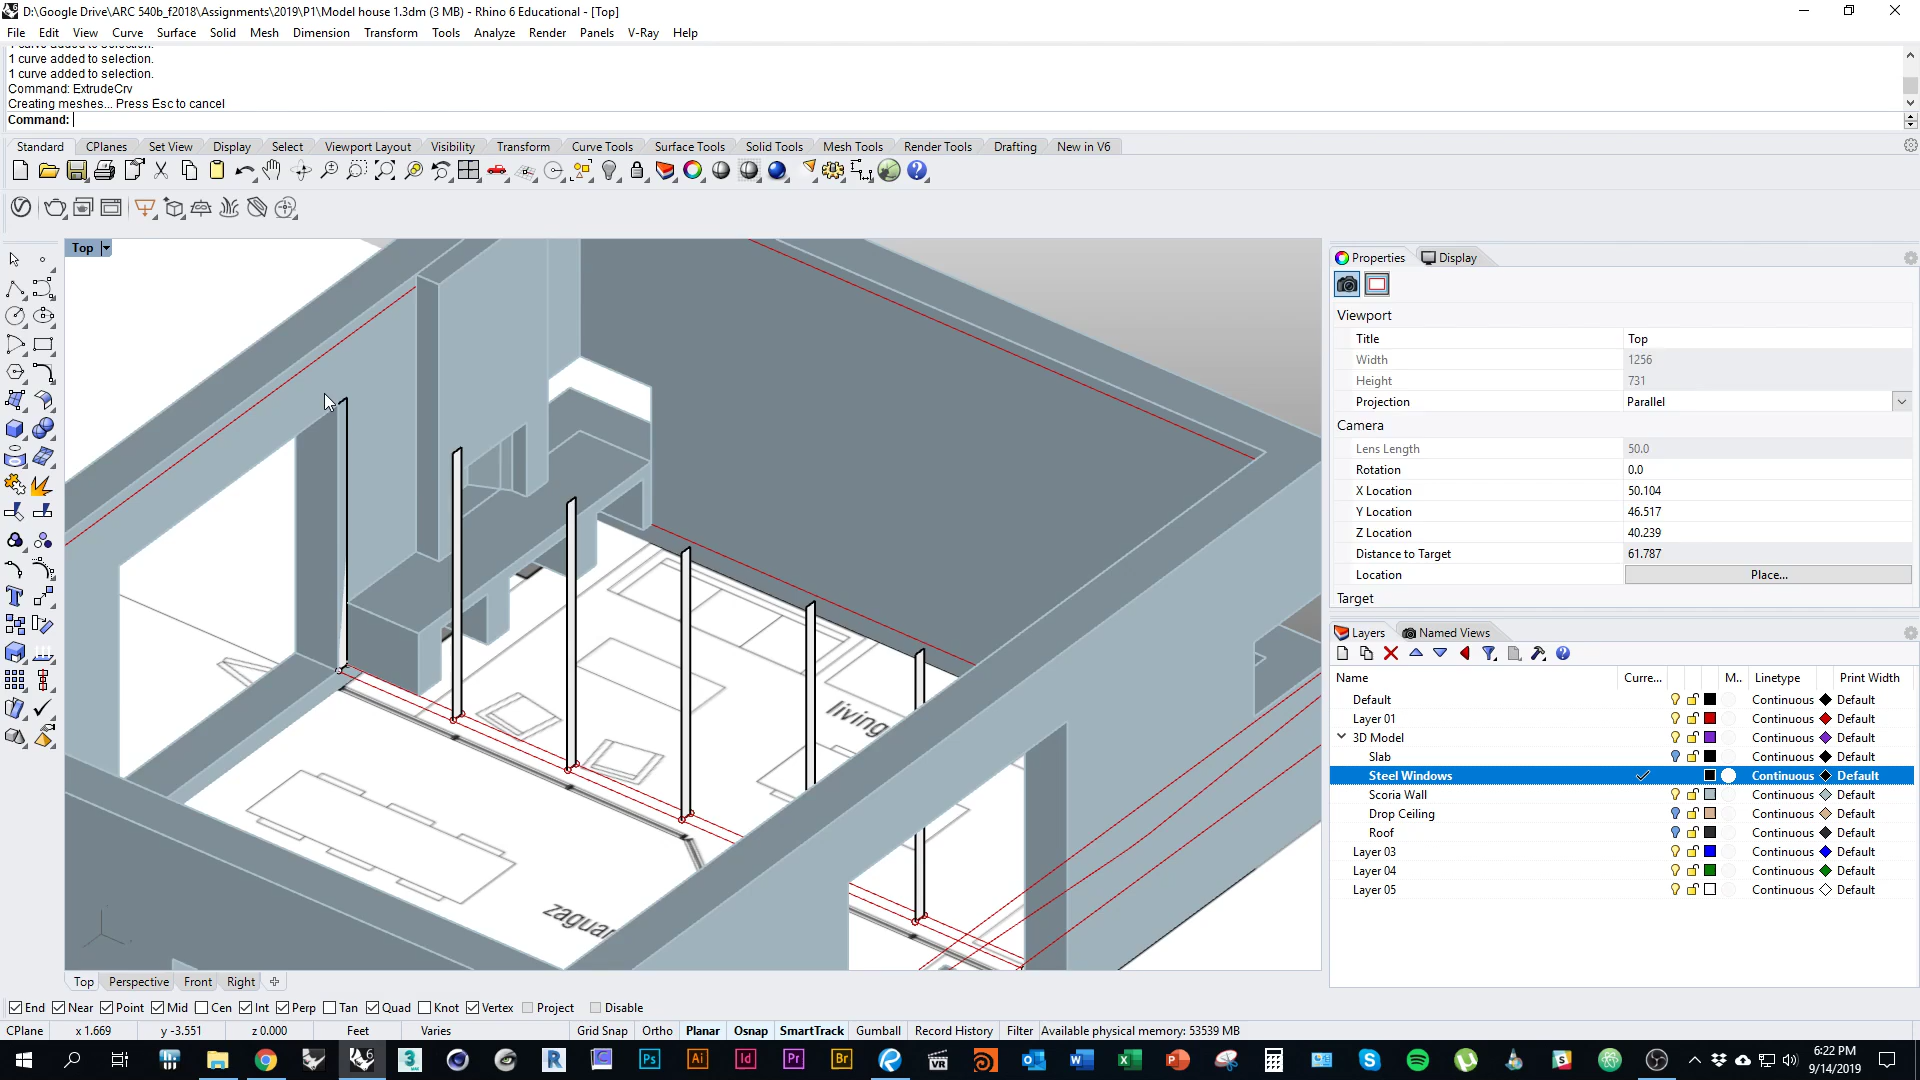 D:\Google Drive\ARC 540b_f2018\Assignments\2019\P1\Model house 1.3dm (3 MB) - Rhino 6 Educational - [Top]
File Edit View Curve Surface Solid Mesh Dimension Transform Tools Analyze Render Panels V-Ray Help
1 curve added to selection.
1 curve added to selection.
Command: ExtrudeCrv
Creating meshes... Press Esc to cancel
Command:
Standard CPlanes Set View Display Select Viewport Layout Visibility Transform Curve Tools Surface Tools Solid Tools Mesh Tools Render Tools Drafting New in V6
Top
Properties Display
Viewport
Title Top
Width 1256
Height 731
Projection Parallel
Camera
Lens Length 50.0
Rotation 0.0
X Location 50.104
Y Location 46.517
Z Location 40.239
Distance to Target 61.787
Location Place...
Target
Layers Named Views
Name Curre... M.. Linetype Print Width
Default Continuous Default
Layer 01 Continuous Default
3D Model Continuous Default
Slab Continuous Default
Steel Windows Continuous Default
Scoria Wall Continuous Default
Drop Ceiling Continuous Default
Roof Continuous Default
Layer 03 Continuous Default
Layer 04 Continuous Default
Layer 05 Continuous Default
living
zaguan
Top Perspective Front Right
End Near Point Mid Cen Int Perp Tan Quad Knot Vertex Project Disable
CPlane x 1.669 y -3.551 z 0.000 Feet Varies Grid Snap Ortho Planar Osnap SmartTrack Gumball Record History Filter Available physical memory: 53539 MB
6:22 PM
9/14/2019